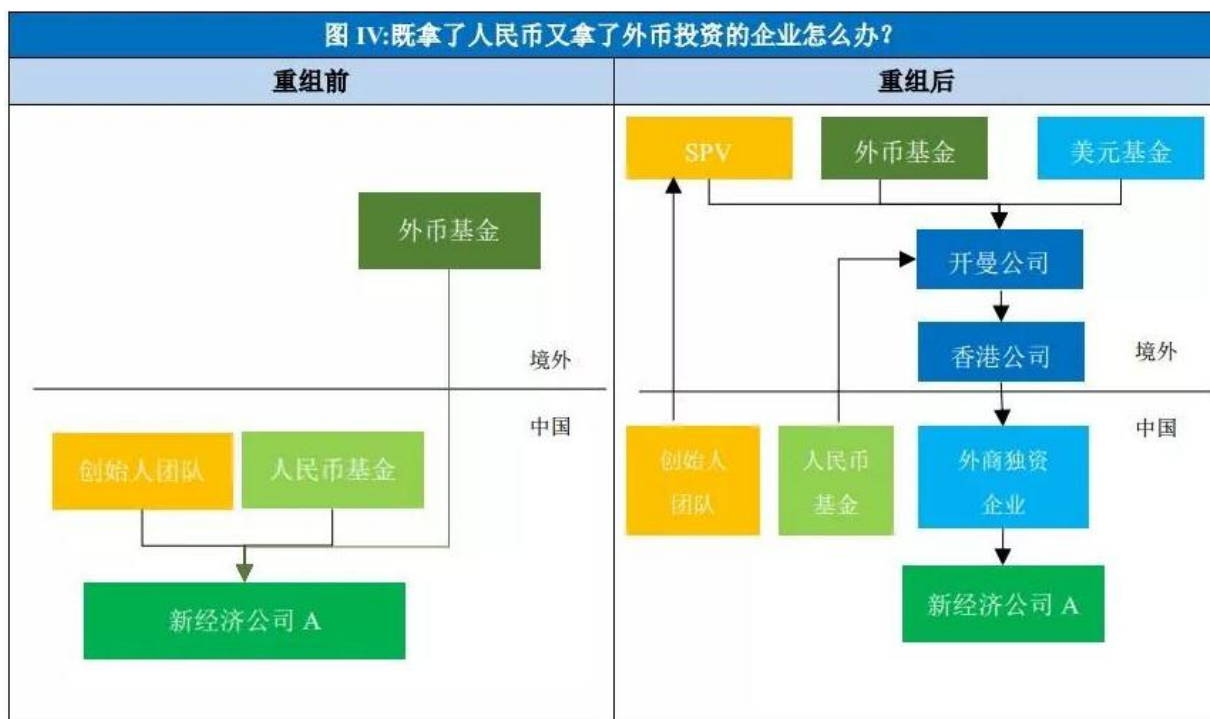 图 IV:既拿了人民币又拿了外币投资的企业怎么办?
重组前
重组后
外币基金
境外
中国
创始人团队
人民币基金
新经济公司 A
SPV
外币基金
美元基金
开曼公司
香港公司
境外
中国
创始人
团队
人民币
基金
外商独资
企业
新经济公司 A